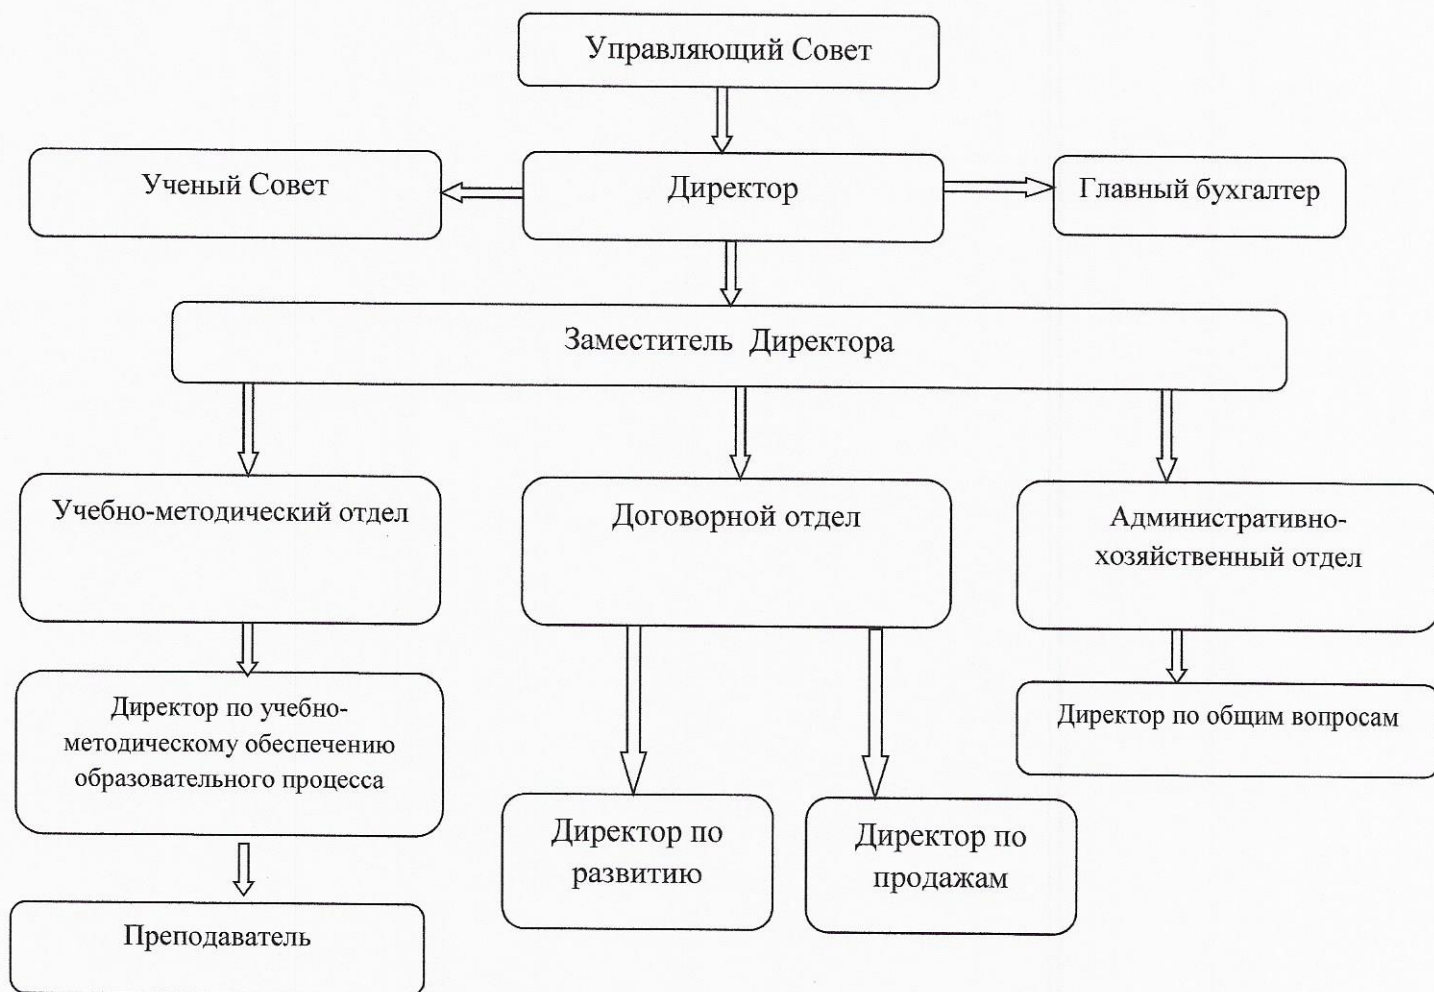 Управляющий Совет
Ученый Совет
Директор
Главный бухгалтер
Заместитель Директора
Учебно-методический отдел
Договорной отдел
Административно-
хозяйственный отдел
Директор по учебно-
методическому обеспечению
образовательного процесса
Директор по общим вопросам
Директор по
развитию
Директор по
продажам
Преподаватель